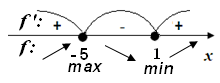 f': + - +
f: -5 1 x
max min